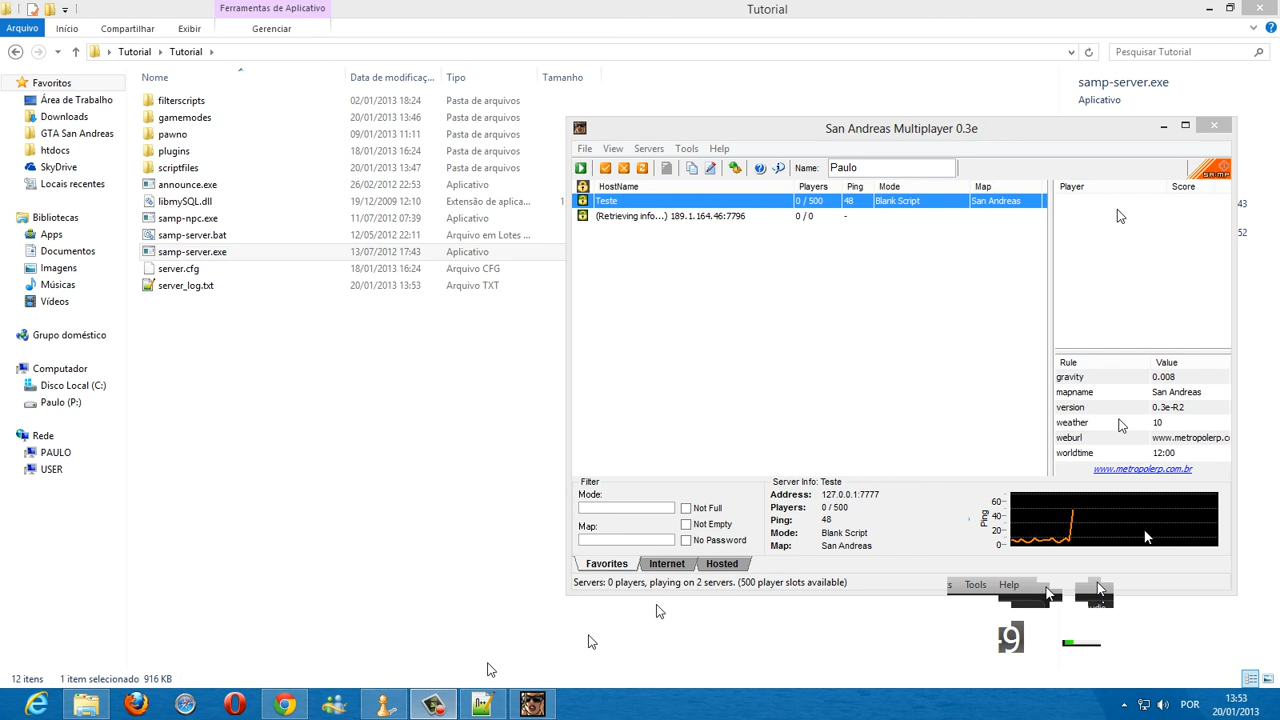 Ferramentas de Aplicativo
Tutorial
Arquivo
Início
Compartilhar
Exibir
Gerenciar
Tutorial
Tutorial
Pesquisar Tutorial
Nome
Data de modificaç...
Tipo
Tamanho
Favoritos
Área de Trabalho
Downloads
GTA San Andreas
htdocs
SkyDrive
Locais recentes
Bibliotecas
Apps
Documentos
Imagens
Músicas
Vídeos
Grupo doméstico
Computador
Disco Local (C:)
Paulo (P:)
Rede
PAULO
USER
filterscripts 02/01/2013 18:24 Pasta de arquivos
gamemodes 20/01/2013 13:46 Pasta de arquivos
pawno 09/01/2013 11:11 Pasta de arquivos
plugins 18/01/2013 16:24 Pasta de arquivos
scriptfiles 20/01/2013 13:47 Pasta de arquivos
announce.exe 26/02/2012 22:53 Aplicativo
libmySQL.dll 19/12/2009 12:10 Extensão de aplica...
samp-npc.exe 11/07/2012 07:39 Aplicativo
samp-server.bat 12/05/2012 22:11 Arquivo em Lotes ...
samp-server.exe 13/07/2012 17:43 Aplicativo
server.cfg 18/01/2013 16:24 Arquivo CFG
server_log.txt 20/01/2013 13:53 Arquivo TXT
samp-server.exe
Aplicativo
43
52
San Andreas Multiplayer 0.3e
File View Servers Tools Help
Name: Paulo
SA:MP
HostName Players Ping Mode Map
Teste 0 / 500 48 Blank Script San Andreas
(Retrieving info...) 189.1.164.46:7796 0 / 0 -
Player Score
Rule Value
gravity 0.008
mapname San Andreas
version 0.3e-R2
weather 10
weburl www.metropolerp.c
worldtime 12:00
www.metropolerp.com.br
Filter
Mode:
Map:
Not Full
Not Empty
No Password
Server Info: Teste
Address: 127.0.0.1:7777
Players: 0 / 500
Ping: 48
Mode: Blank Script
Map: San Andreas
Ping
60
40
20
0
Favorites Internet Hosted
Servers: 0 players, playing on 2 servers. (500 player slots available)
s Tools Help
9
12 itens 1 item selecionado 916 KB
POR
13:53
20/01/2013